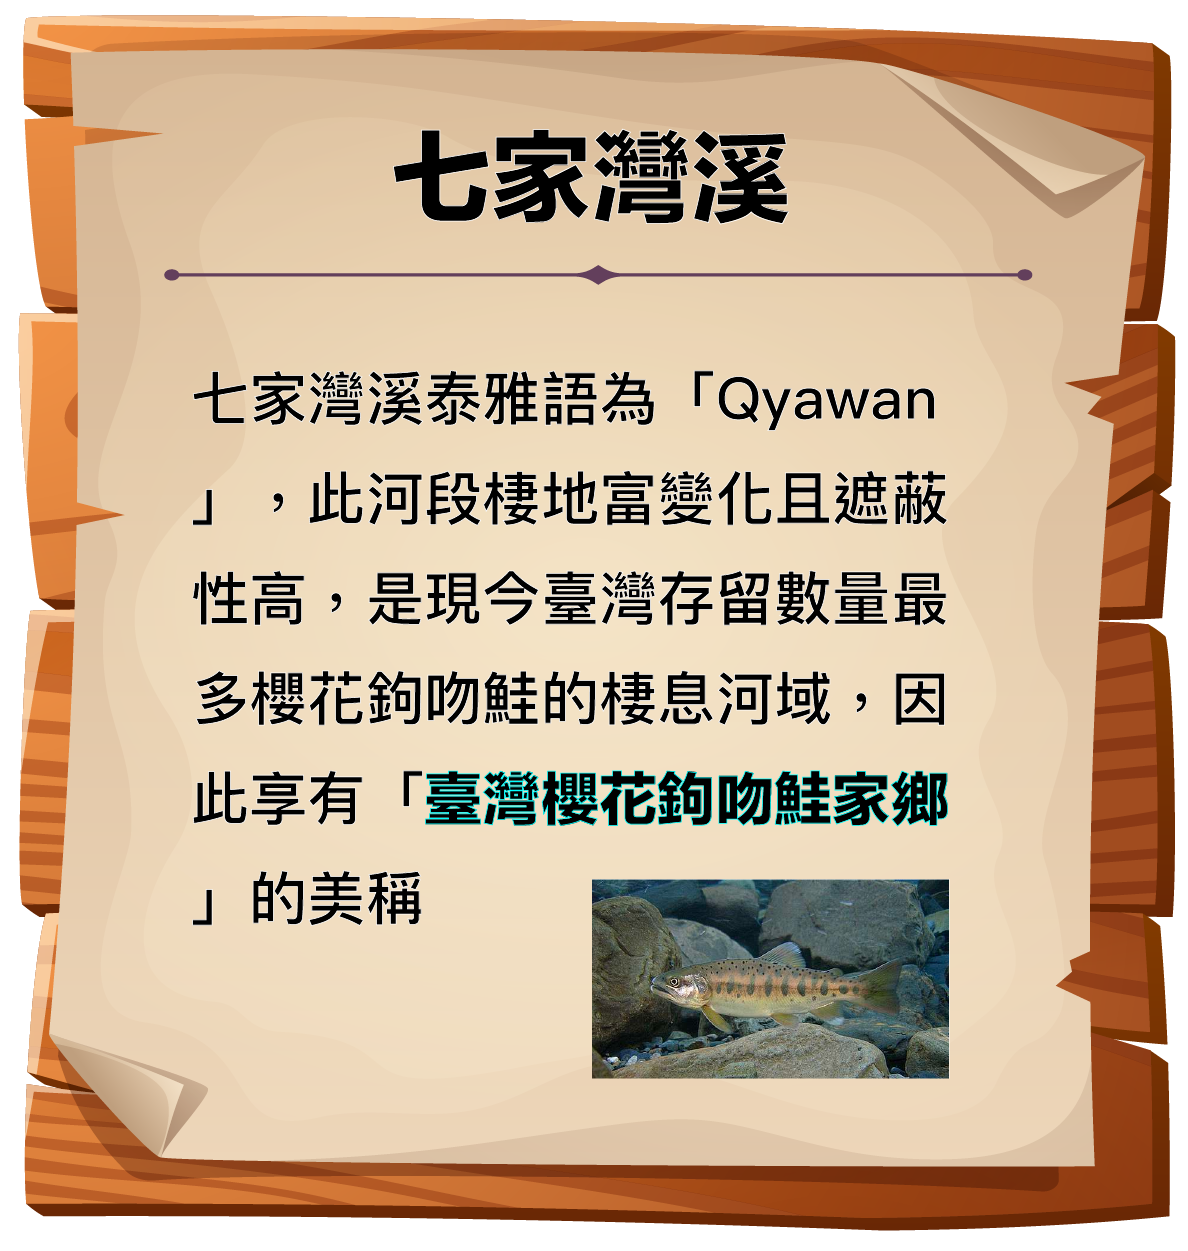 七家灣溪
七家灣溪泰雅語為「Qyawan
」，此河段棲地富變化且遮蔽
性高，是現今臺灣存留數量最
多櫻花鉤吻鮭的棲息河域，因
此享有「臺灣櫻花鉤吻鮭家鄉
」的美稱